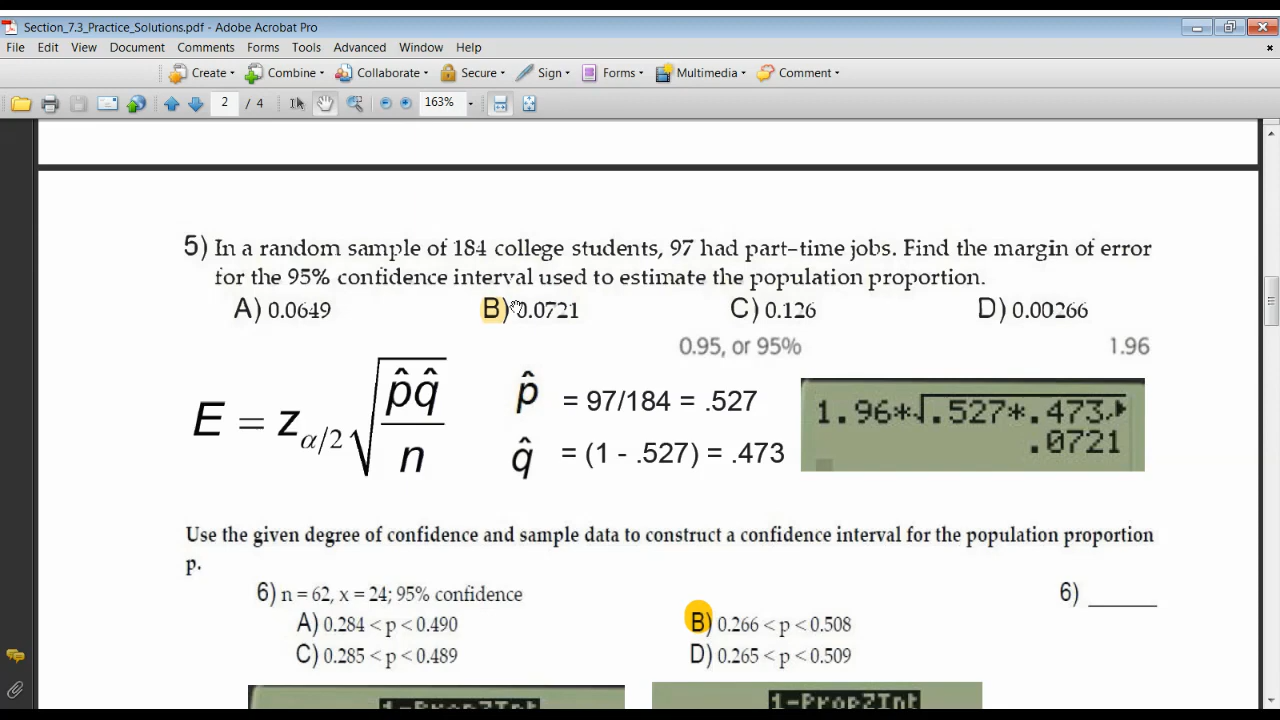 Section_7.3_Practice_Solutions.pdf - Adobe Acrobat Pro
File Edit View Document Comments Forms Tools Advanced Window Help
Create Combine Collaborate Secure Sign Forms Multimedia Comment
2 / 4 163%
5) In a random sample of 184 college students, 97 had part-time jobs. Find the margin of error
for the 95% confidence interval used to estimate the population proportion.
A) 0.0649 B) 0.0721 C) 0.126 D) 0.00266
0.95, or 95% 1.96
E = z α/2 √ p̂q̂ / n
p̂ = 97/184 = .527
q̂ = (1 - .527) = .473
1.96*√.527*.473
.0721
Use the given degree of confidence and sample data to construct a confidence interval for the population proportion
p.
6) n = 62, x = 24; 95% confidence 6) ______
A) 0.284 < p < 0.490 B) 0.266 < p < 0.508
C) 0.285 < p < 0.489 D) 0.265 < p < 0.509
1-PropZInt 1-PropZInt